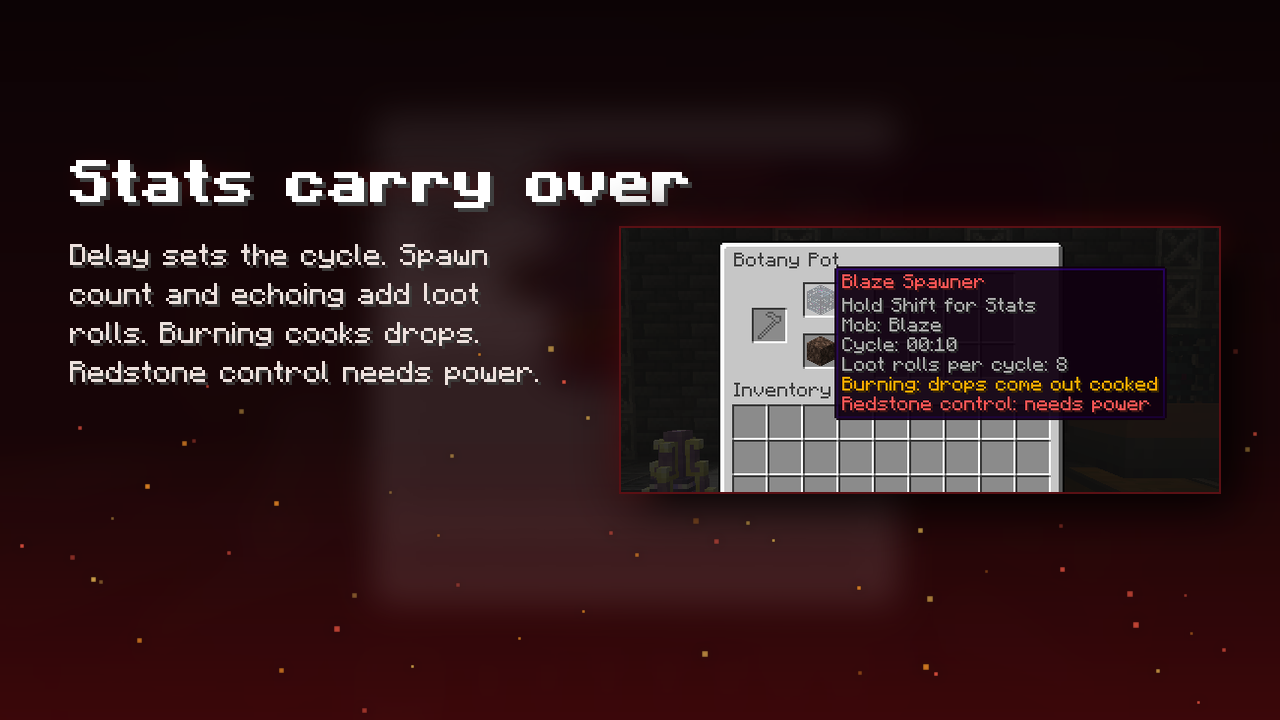 Stats carry over
Delay sets the cycle. Spawn
count and echoing add loot
rolls. Burning cooks drops.
Redstone control needs power.
Botany Pot
Blaze Spawner
Hold Shift for Stats
Mob: Blaze
Cycle: 00:10
Loot rolls per cycle: 8
Burning: drops come out cooked
Redstone control: needs power
Inventory